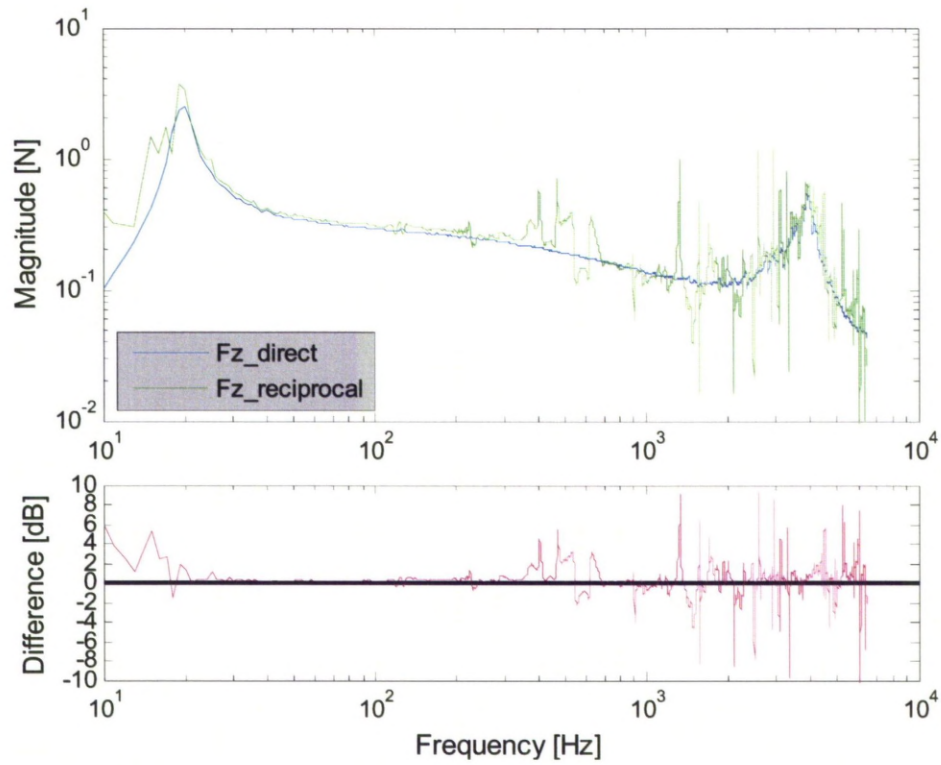 10^1
10^0
10^-1
10^-2
Magnitude [N]
Fz_direct
Fz_reciprocal
10^1 10^2 10^3 10^4
10
8
6
4
2
0
-2
-4
-6
-8
-10
Difference [dB]
10^1 10^2 10^3 10^4
Frequency [Hz]